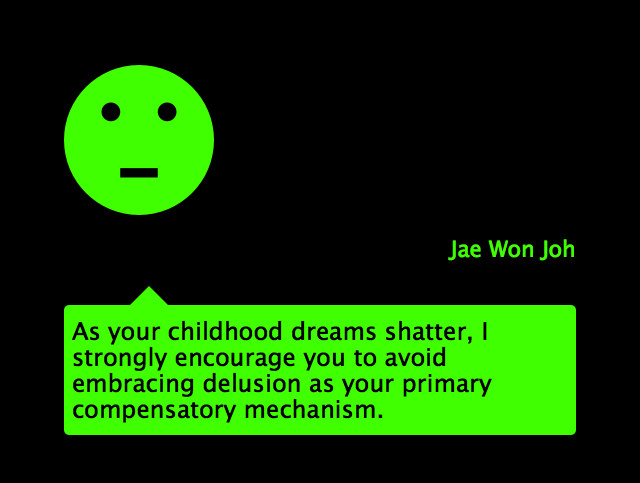 Jae Won Joh
As your childhood dreams shatter, I
strongly encourage you to avoid
embracing delusion as your primary
compensatory mechanism.